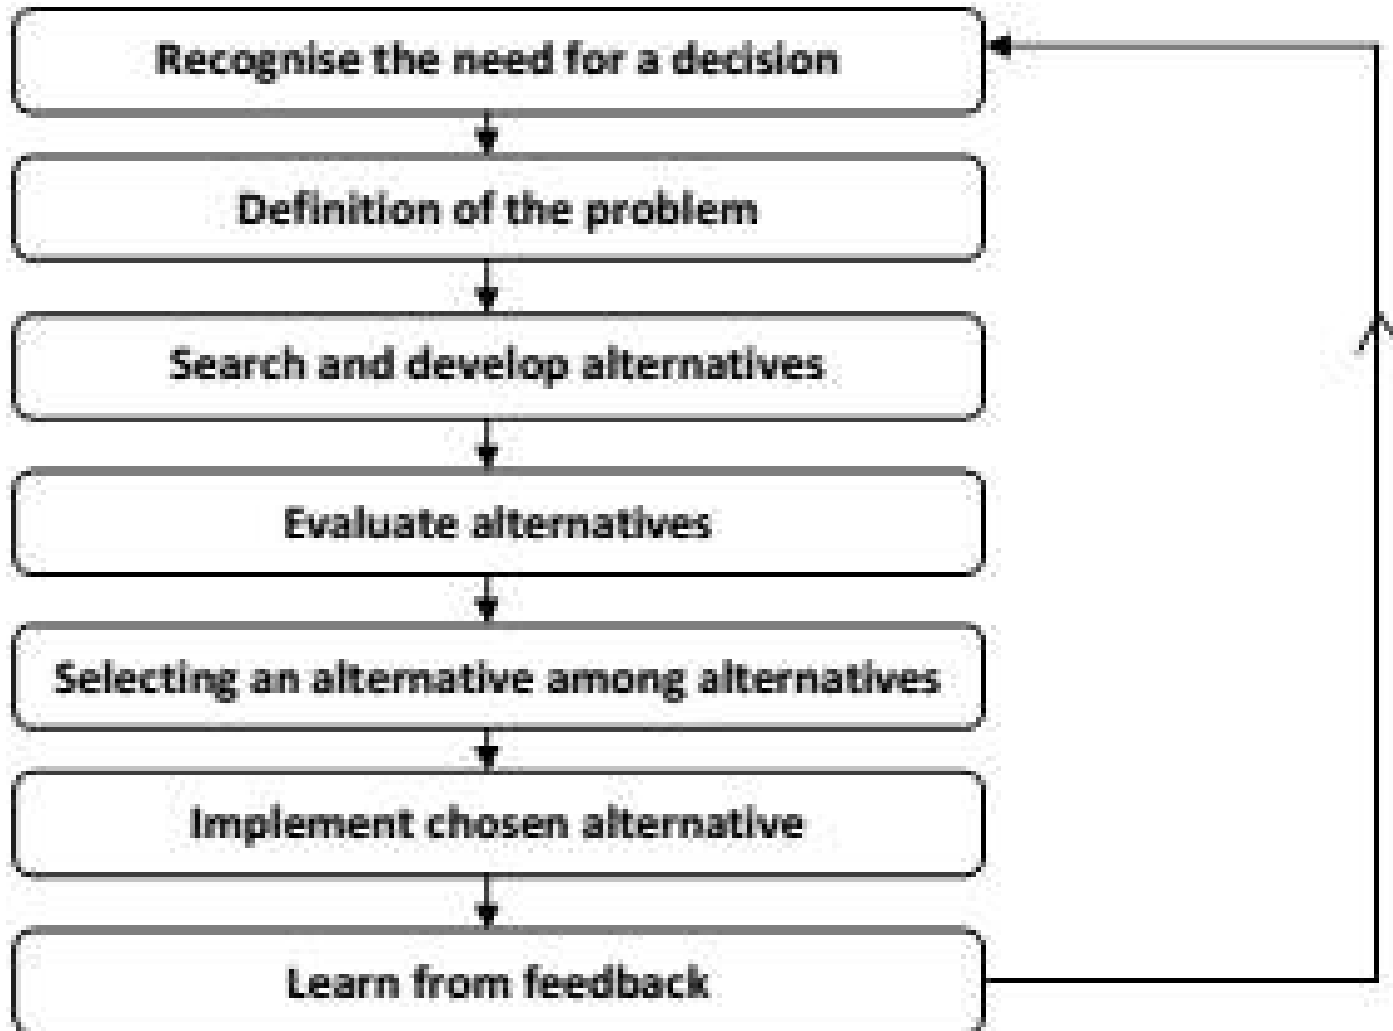 Recognise the need for a decision
Definition of the problem
Search and develop alternatives
Evaluate alternatives
Selecting an alternative among alternatives
Implement chosen alternative
Learn from feedback